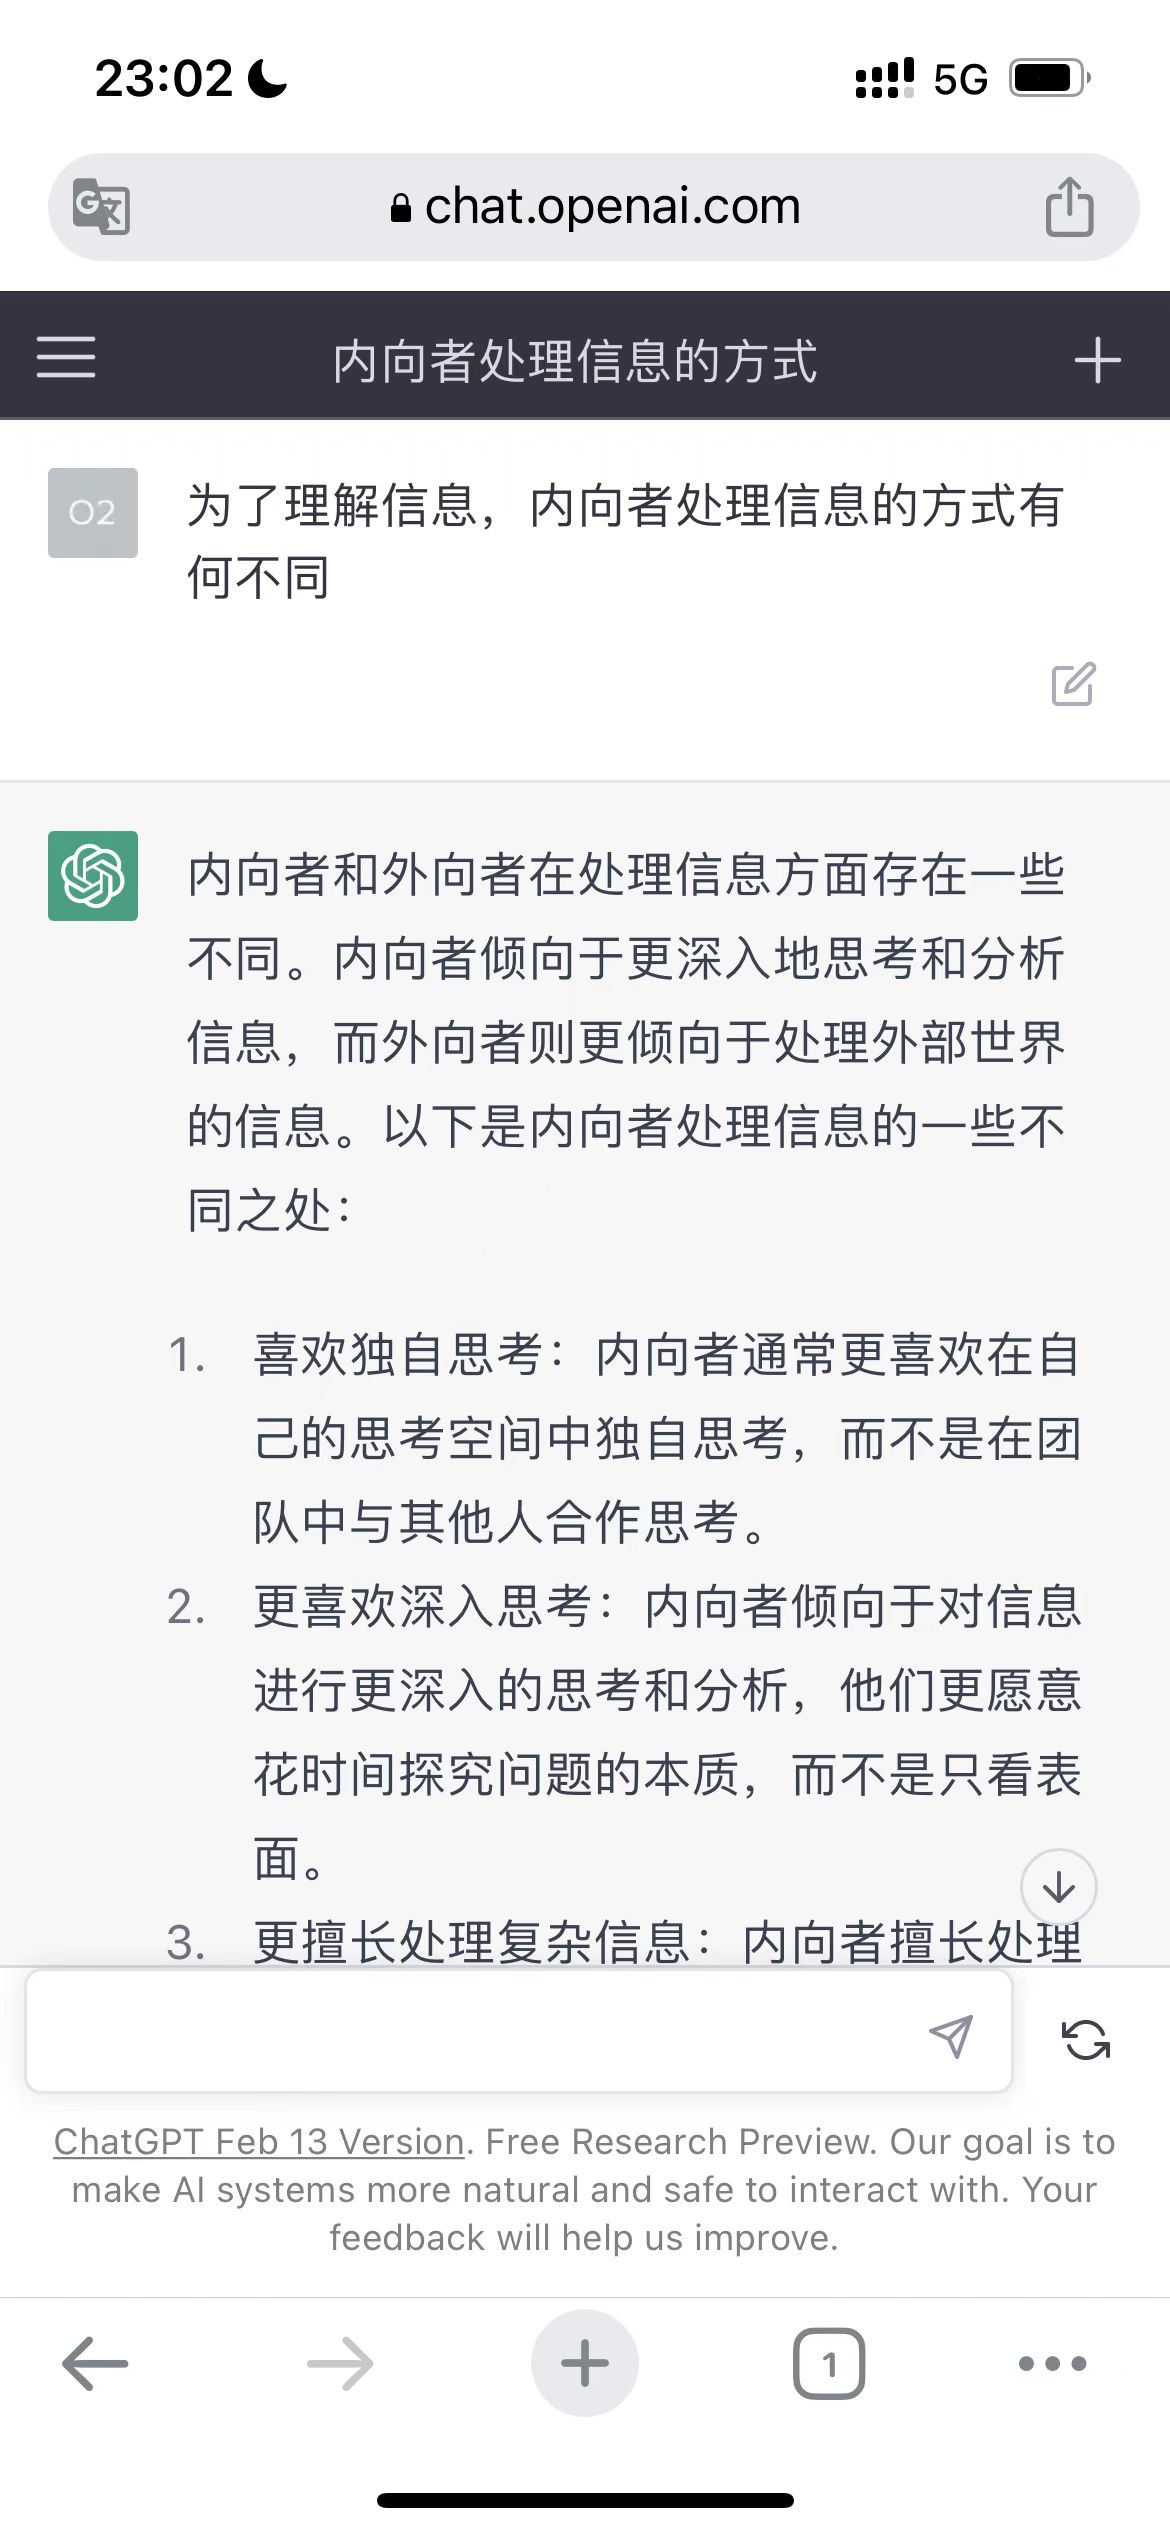 23:02
5G
chat.openai.com
内向者处理信息的方式
O2
为了理解信息，内向者处理信息的方式有
何不同
内向者和外向者在处理信息方面存在一些
不同。内向者倾向于更深入地思考和分析
信息，而外向者则更倾向于处理外部世界
的信息。以下是内向者处理信息的一些不
同之处：
1. 喜欢独自思考：内向者通常更喜欢在自
己的思考空间中独自思考，而不是在团
队中与其他人合作思考。
2. 更喜欢深入思考：内向者倾向于对信息
进行更深入的思考和分析，他们更愿意
花时间探究问题的本质，而不是只看表
面。
3. 更擅长处理复杂信息：内向者擅长处理
ChatGPT Feb 13 Version. Free Research Preview. Our goal is to
make AI systems more natural and safe to interact with. Your
feedback will help us improve.
1